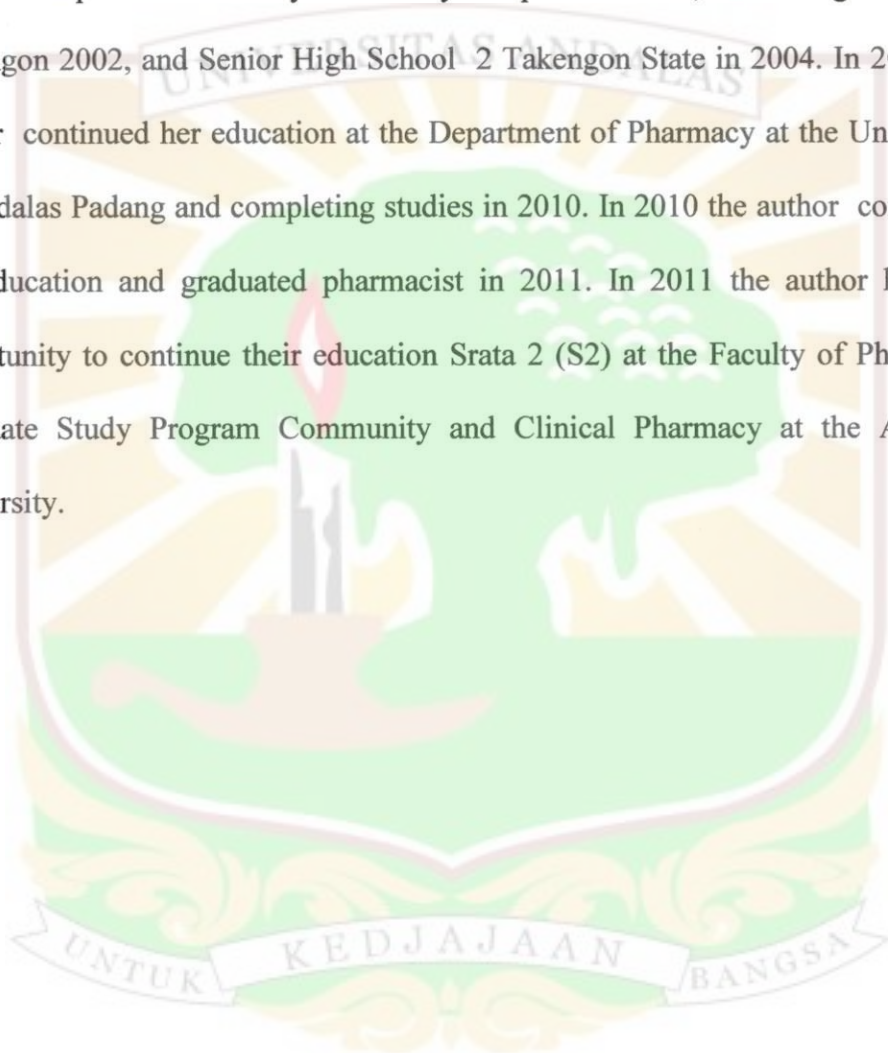 gon 2002, and Senior High School 2 Takengon State in 2004. In 2
UNIVERSITAS ANDALAS
continued her education at the Department of Pharmacy at the Un
dalas Padang and completing studies in 2010. In 2010 the author co
ducation and graduated pharmacist in 2011. In 2011 the author
tunity to continue their education Srata 2 (S2) at the Faculty of Ph
ate Study Program Community and Clinical Pharmacy at the A
rsity.
UNTUK KEDJAJAAN BANGSA